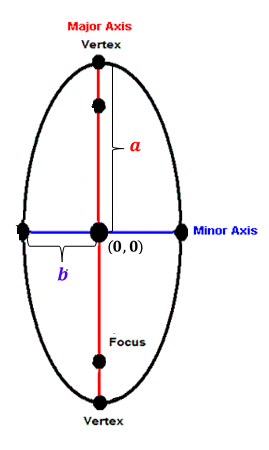 Major Axis
Vertex
a
Minor Axis
(0, 0)
b
Focus
Vertex